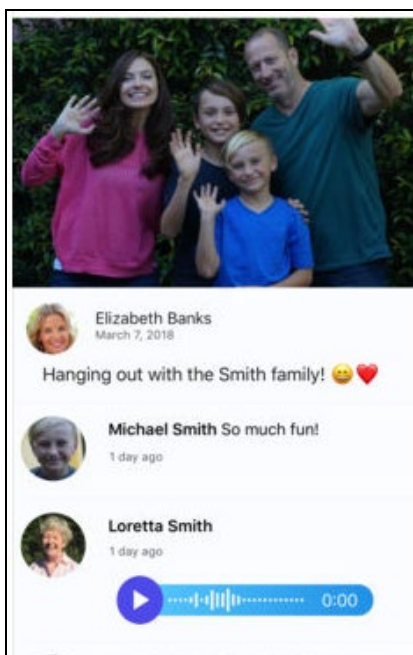 Elizabeth Banks
March 7, 2018
Hanging out with the Smith family! 😄❤️
Michael Smith So much fun!
1 day ago
Loretta Smith
1 day ago
0:00